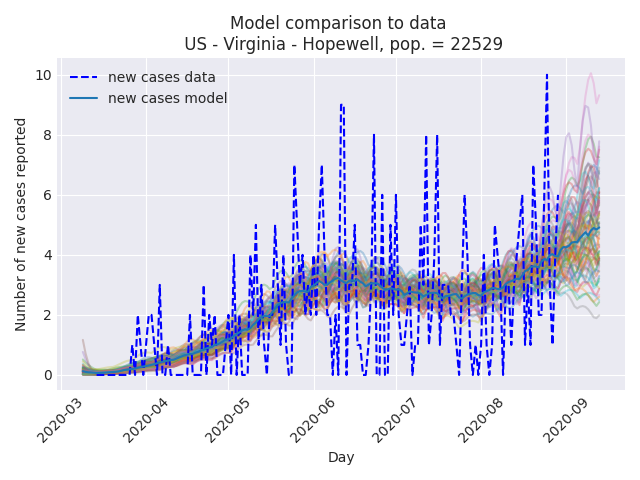 Model comparison to data
US - Virginia - Hopewell, pop. = 22529
new cases data
new cases model
Number of new cases reported
10
8
6
4
2
0
2020-03
2020-04
2020-05
2020-06
2020-07
2020-08
2020-09
Day